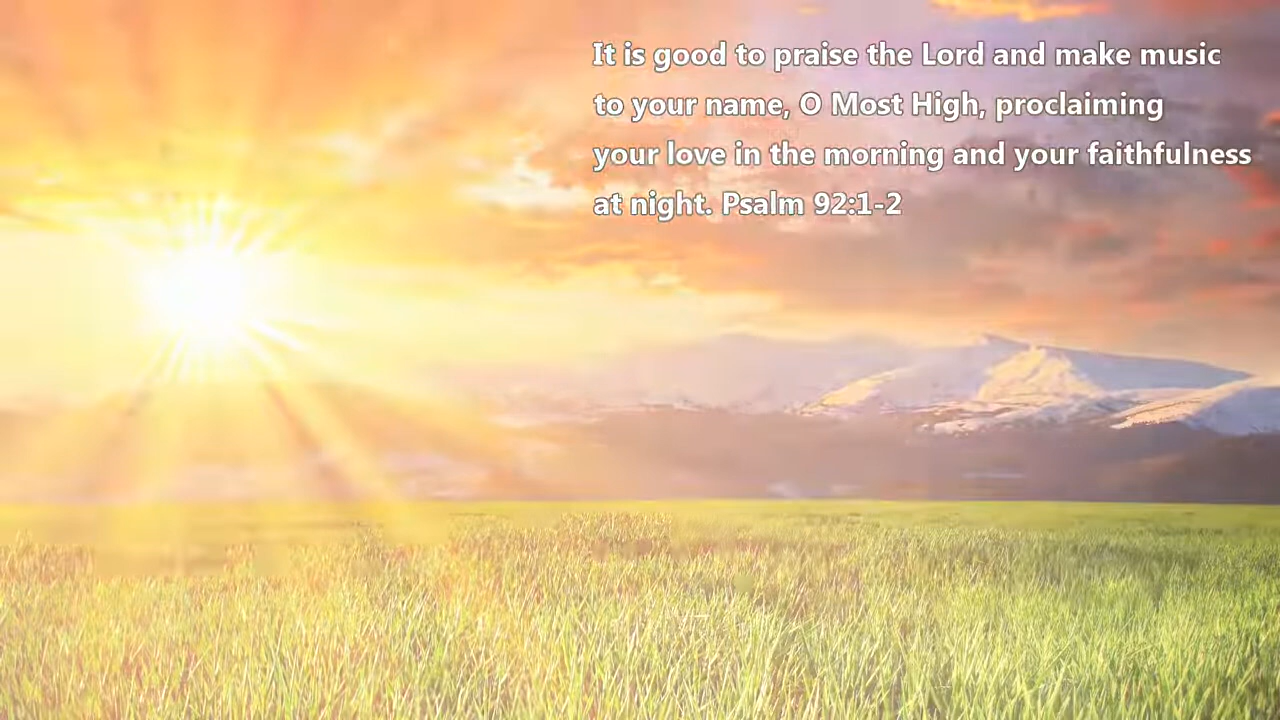 It is good to praise the Lord and make music
to your name, O Most High, proclaiming
your love in the morning and your faithfulness
at night. Psalm 92:1-2